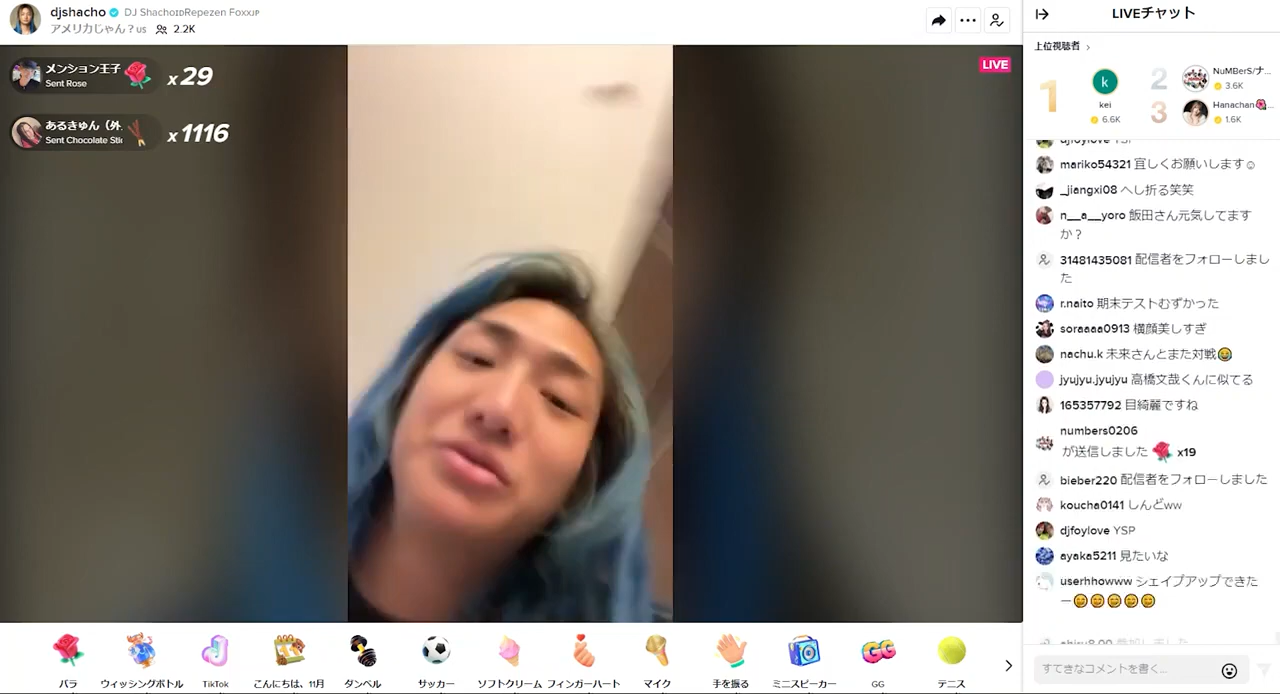 djshacho DJ ShachoɪᴅRepezen FoxxJP
アメリカじゃん？us 2.2K
LIVEチャット
上位視聴者
メンション王子
Sent Rose
x 29
あるきゅん（外
Sent Chocolate Stic
x 1116
LIVE
1
k
kei
6.6K
2
NuMBerS/ナ...
3.6K
3
Hanachan🌺...
1.6K
djfoylove YSP
mariko54321 宜しくお願いします☺
_jiangxi08 へし折る笑笑
n__a__yoro 飯田さん元気してます
か？
31481435081 配信者をフォローしまし
た
r.naito 期末テストむずかった
soraaaa0913 横顔美しすぎ
nachu.k 未来さんとまた対戦😂
jyujyu.jyujyu 高橋文哉くんに似てる
165357792 目綺麗ですね
numbers0206
が送信しました x19
bieber220 配信者をフォローしました
koucha0141 しんどww
djfoylove YSP
ayaka5211 見たいな
userhhowww シェイプアップできた
ー😄😄😄😄😄
すてきなコメントを書く...
バラ
ウィッシングボトル
TikTok
こんにちは、11月
ダンベル
サッカー
ソフトクリーム
フィンガーハート
マイク
手を振る
ミニスピーカー
GG
GG
テニス